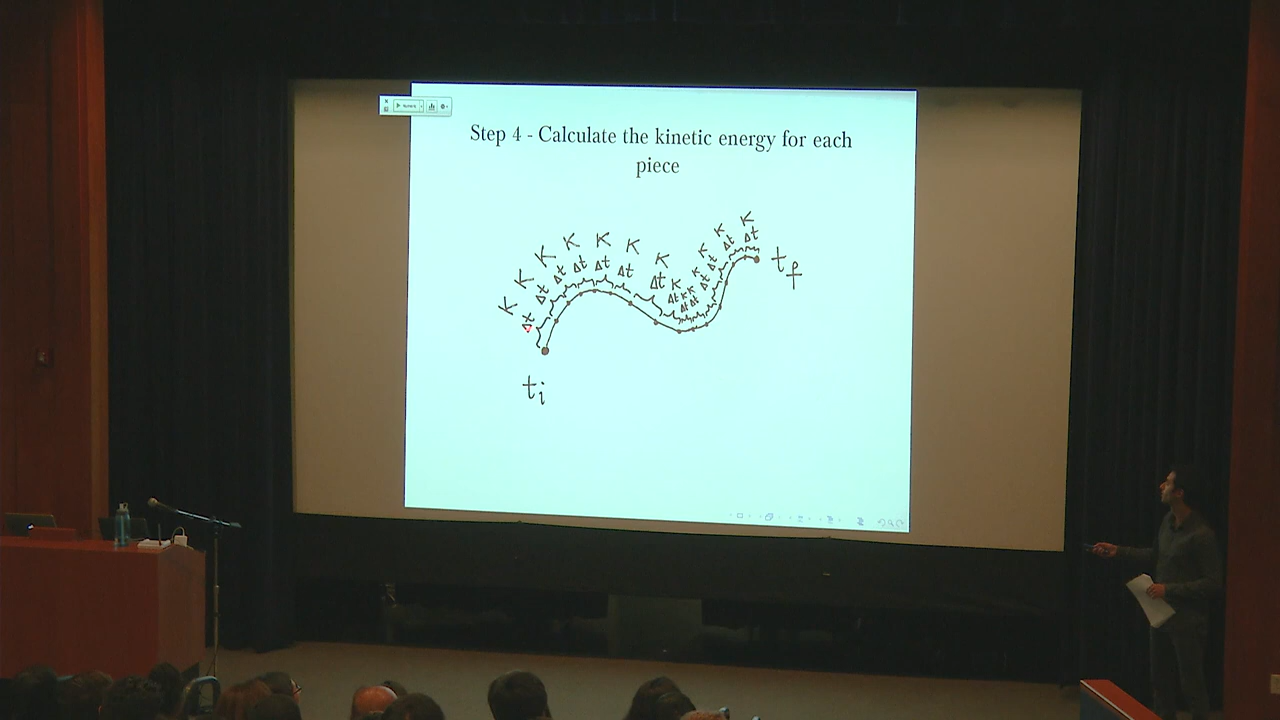 Step 4 - Calculate the kinetic energy for each
piece
K K K K K K K K K K K K K K K
Δt Δt Δt Δt Δt Δt Δt Δt Δt Δt Δt Δt Δt Δt Δt
t_f
t_i